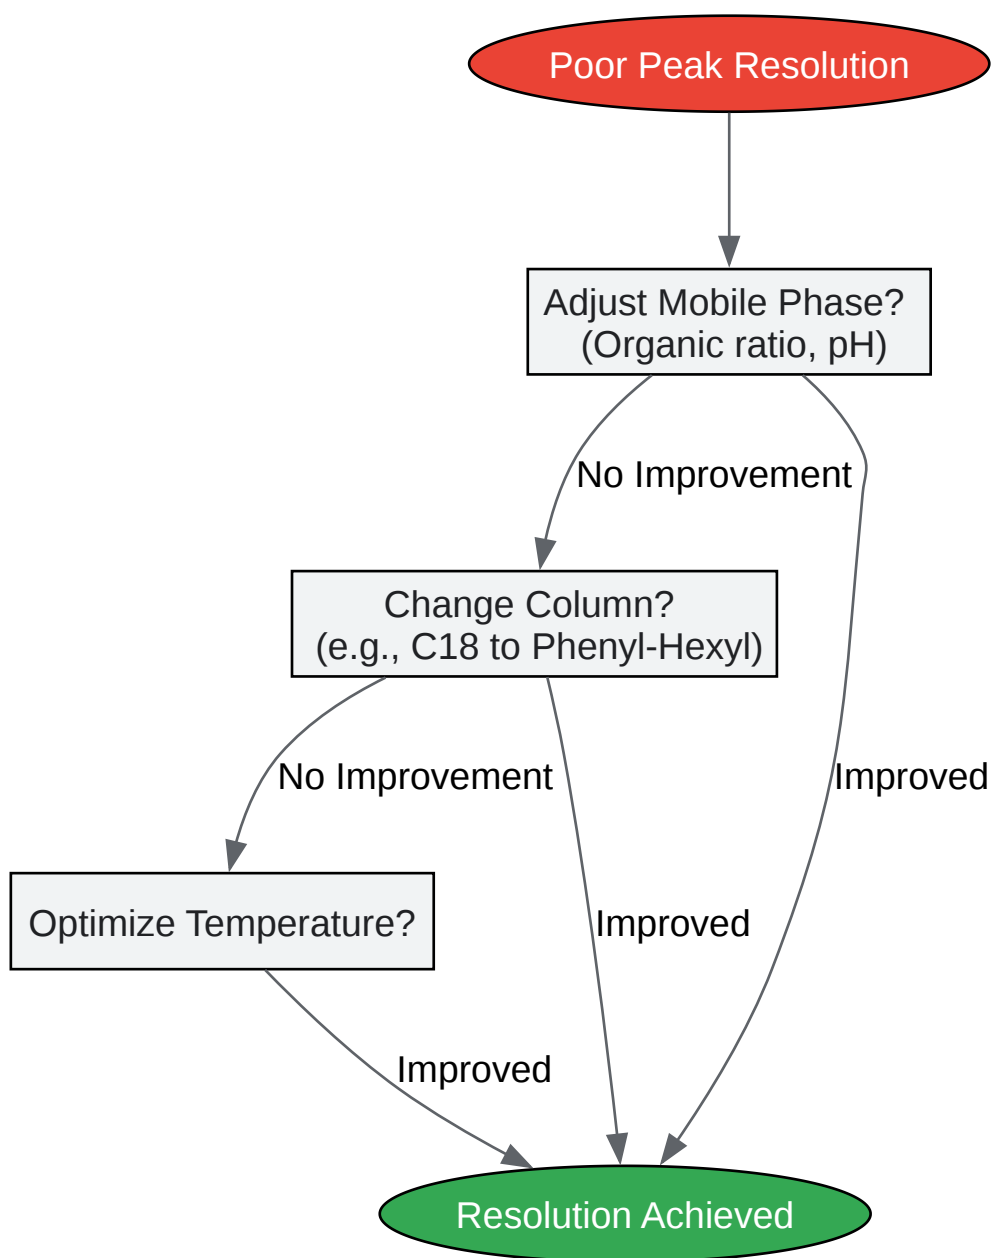 Poor Peak Resolution
Adjust Mobile Phase?
(Organic ratio, pH)
No Improvement
Change Column?
(e.g., C18 to Phenyl-Hexyl)
No Improvement
Improved
Optimize Temperature?
Improved
Improved
Resolution Achieved